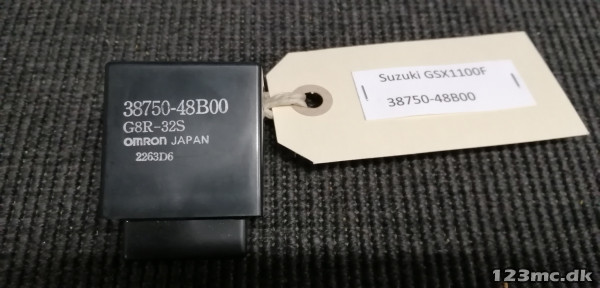 38750-48B00
G8R-32S
OMRON JAPAN
2263D6
Suzuki GSX1100F
38750-48B00
123mc.dk